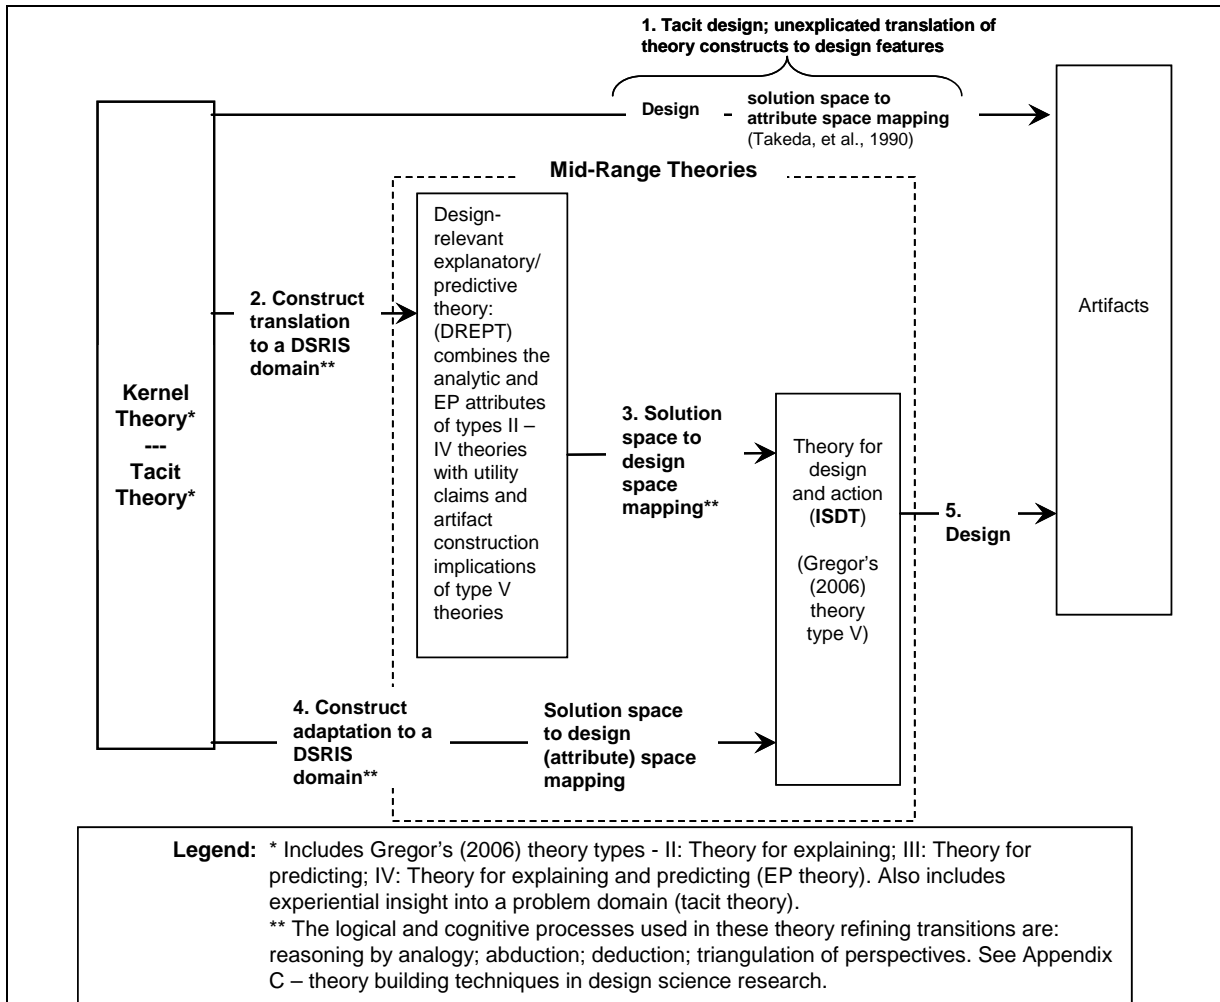 1. Tacit design; unexplicated translation of
theory constructs to design features
Design
solution space to
attribute space mapping
(Takeda, et al., 1990)
Mid-Range Theories
Design-
relevant
explanatory/
predictive
theory:
(DREPT)
combines the
analytic and
EP attributes
of types II –
IV theories
with utility
claims and
artifact
construction
implications
of type V
theories
2. Construct
translation
to a DSRIS
domain**
Artifacts
Kernel
Theory*
---
Tacit
Theory*
3. Solution
space to
design
space
mapping**
Theory for
design
and action
(ISDT)
(Gregor's
(2006)
theory
type V)
5.
Design
4. Construct
adaptation to a
DSRIS
domain**
Solution space
to design
(attribute) space
mapping
Legend: * Includes Gregor's (2006) theory types - II: Theory for explaining; III: Theory for
predicting; IV: Theory for explaining and predicting (EP theory). Also includes
experiential insight into a problem domain (tacit theory).
** The logical and cognitive processes used in these theory refining transitions are:
reasoning by analogy; abduction; deduction; triangulation of perspectives. See Appendix
C – theory building techniques in design science research.